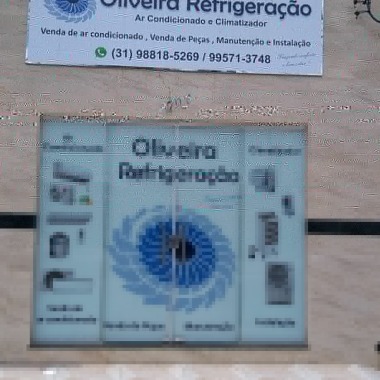 Oliveira Refrigeração
Ar Condicionado e Climatizador
Venda de ar condicionado , Venda de Peças , Manutenção e Instalação
(31) 98818-5269 / 99571-3748
Oliveira
Refrigeração
Venda de Peças
Manutenção
Instalação